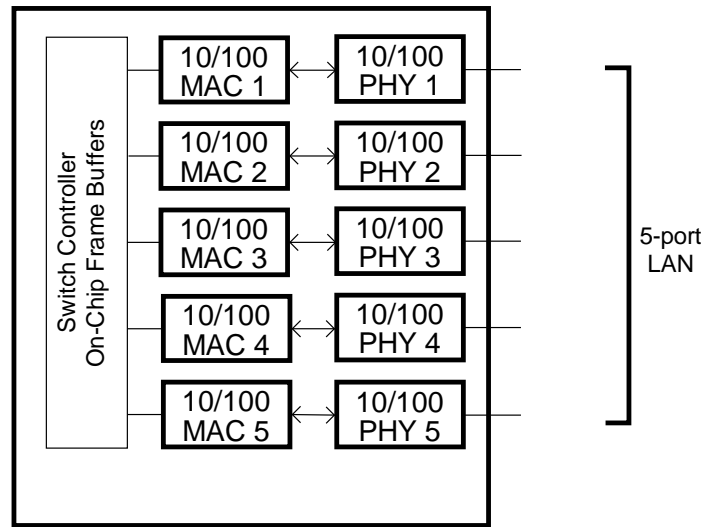 Switch Controller
On-Chip Frame Buffers
10/100
MAC 1
10/100
PHY 1
10/100
MAC 2
10/100
PHY 2
10/100
MAC 3
10/100
PHY 3
10/100
MAC 4
10/100
PHY 4
10/100
MAC 5
10/100
PHY 5
5-port
LAN